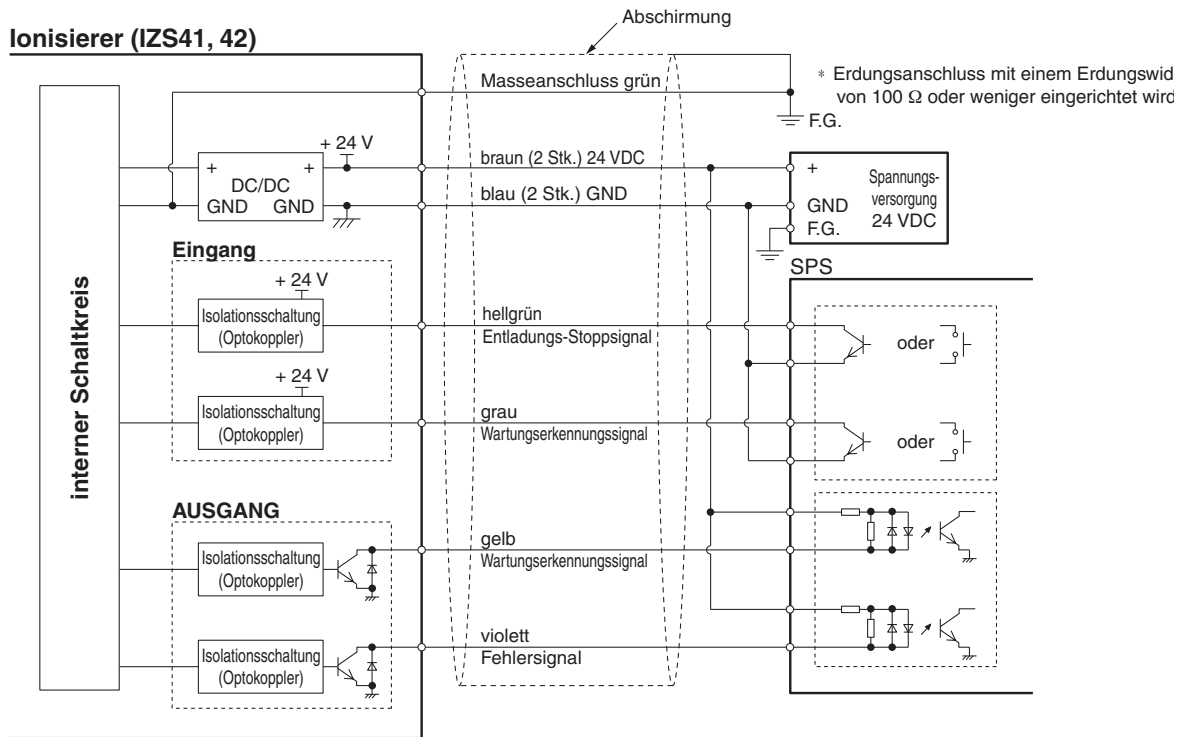 Abschirmung
Ionisierer (IZS41, 42)
Masseanschluss grün
* Erdungsanschluss mit einem Erdungswid
von 100 Ω oder weniger eingerichtet wird
F.G.
+ 24 V
braun (2 Stk.) 24 VDC
+ +
DC/DC
GND GND
blau (2 Stk.) GND
+
GND
F.G.
Spannungs-
versorgung
24 VDC
interner Schaltkreis
Eingang
+ 24 V
Isolationsschaltung
(Optokoppler)
hellgrün
Entladungs-Stoppsignal
SPS
oder
+ 24 V
Isolationsschaltung
(Optokoppler)
grau
Wartungserkennungssignal
oder
AUSGANG
Isolationsschaltung
(Optokoppler)
gelb
Wartungserkennungssignal
Isolationsschaltung
(Optokoppler)
violett
Fehlersignal